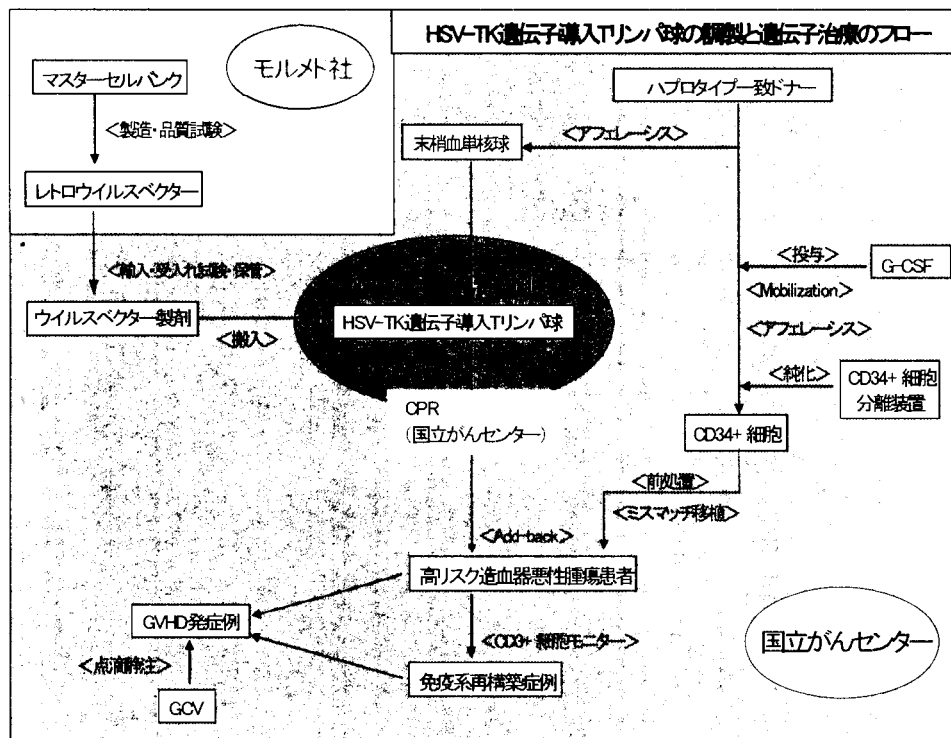 HSV-TK遺伝子導入Tリンパ球の調製と遺伝子治療のフロー
モルメド社
マスターセルバンク
<製造・品質試験>
レトロウイルスベクター
<輸入・受入れ試験・保管>
ウイルスベクター製剤
<搬入>
ハプロタイプ一致ドナー
<アフェレーシス>
末梢血単核球
HSV-TK遺伝子導入Tリンパ球
CPR
(国立がんセンター)
<投与>
G-CSF
<Mobilization>
<アフェレーシス>
<純化>
CD34+細胞
分離装置
CD34+細胞
<前処置>
<ミスマッチ移植>
<Add-back>
高リスク造血器悪性腫瘍患者
GVHD発症例
<CD3+細胞モニター>
<点滴静注>
免疫系再構築症例
GCV
国立がんセンター